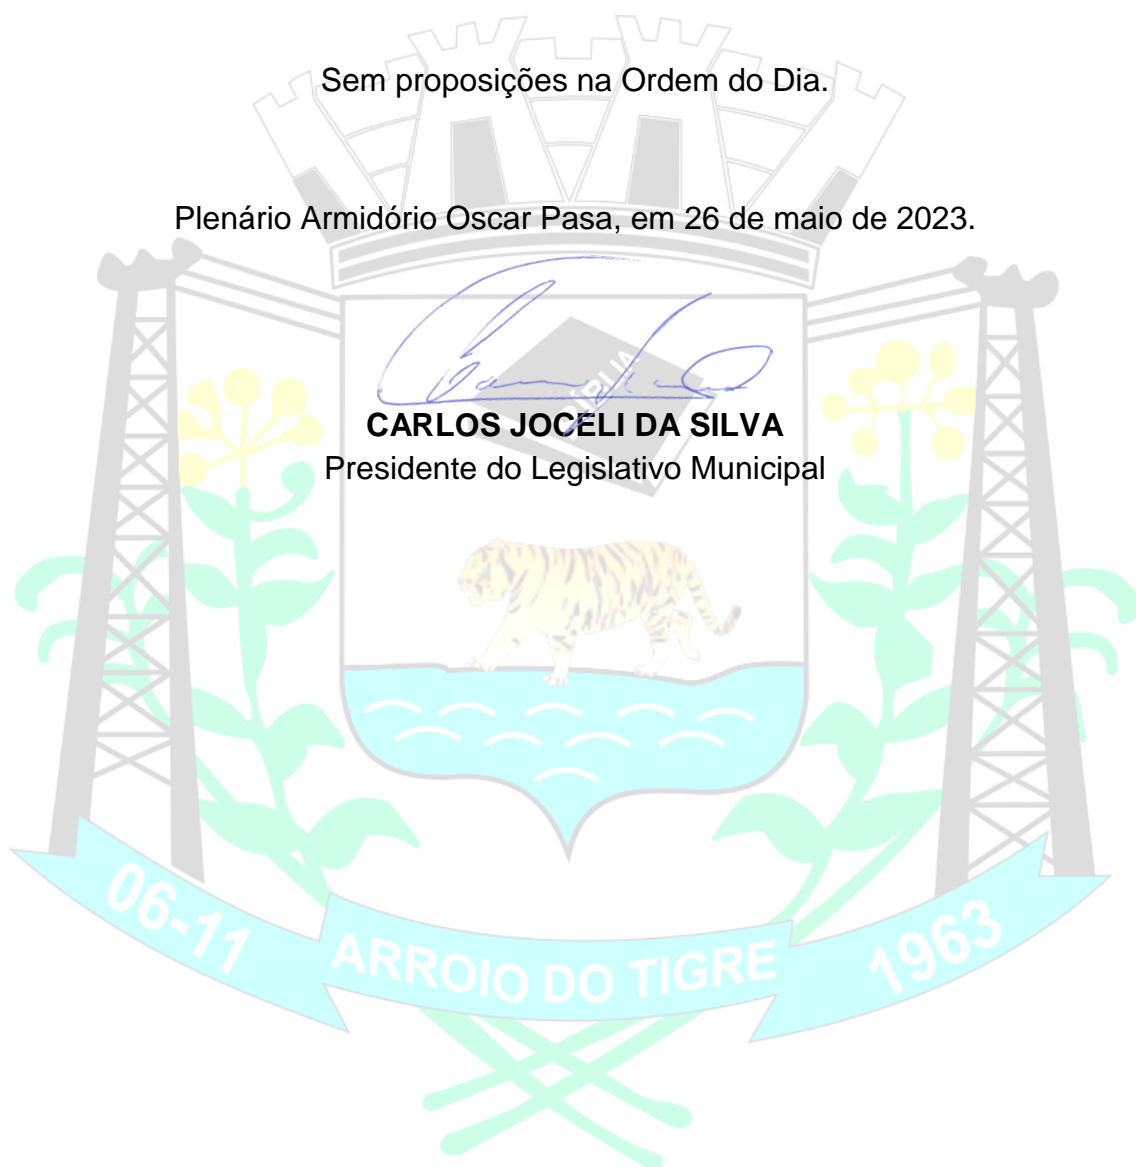 Sem proposições na Ordem do Dia.
Plenário Armidório Oscar Pasa, em 26 de maio de 2023.
CARLOS JOCELI DA SILVA
Presidente do Legislativo Municipal
06-11
ARROIO DO TIGRE
1963